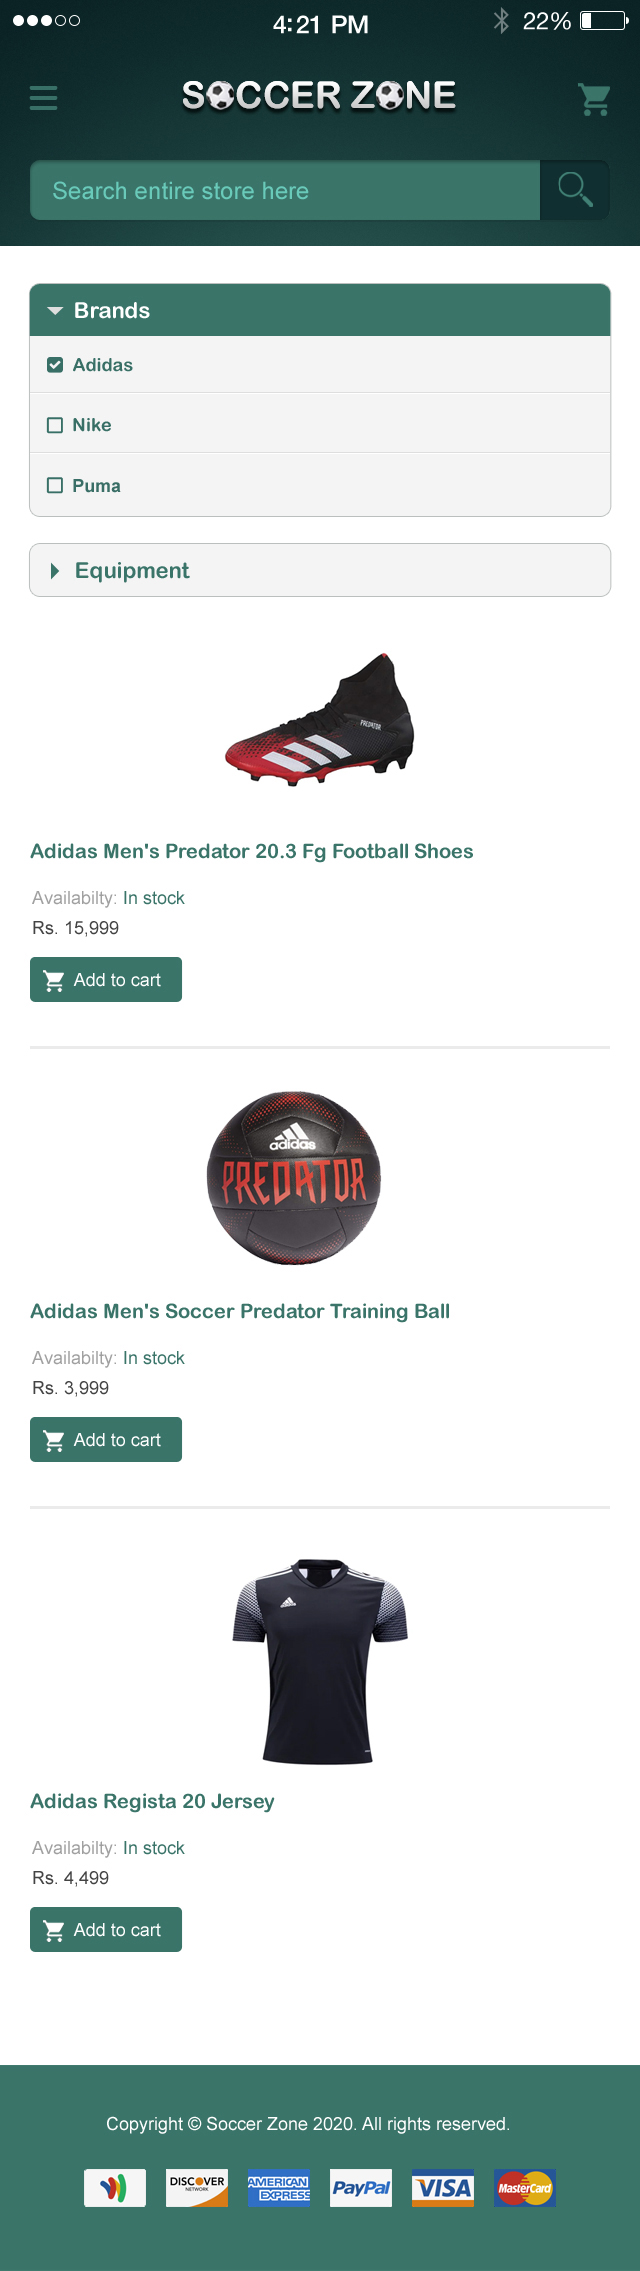 4:21 PM
22%
SOCCER ZONE
Search entire store here
Brands
Adidas
Nike
Puma
Equipment
PREDATOR
Adidas Men's Predator 20.3 Fg Football Shoes
Availabilty: In stock
Rs. 15,999
Add to cart
adidas
PREDATOR
Adidas Men's Soccer Predator Training Ball
Availabilty: In stock
Rs. 3,999
Add to cart
Adidas Regista 20 Jersey
Availabilty: In stock
Rs. 4,499
Add to cart
Copyright © Soccer Zone 2020. All rights reserved.
DISCOVER
NETWORK
AMERICAN
EXPRESS
PayPal
VISA
MasterCard